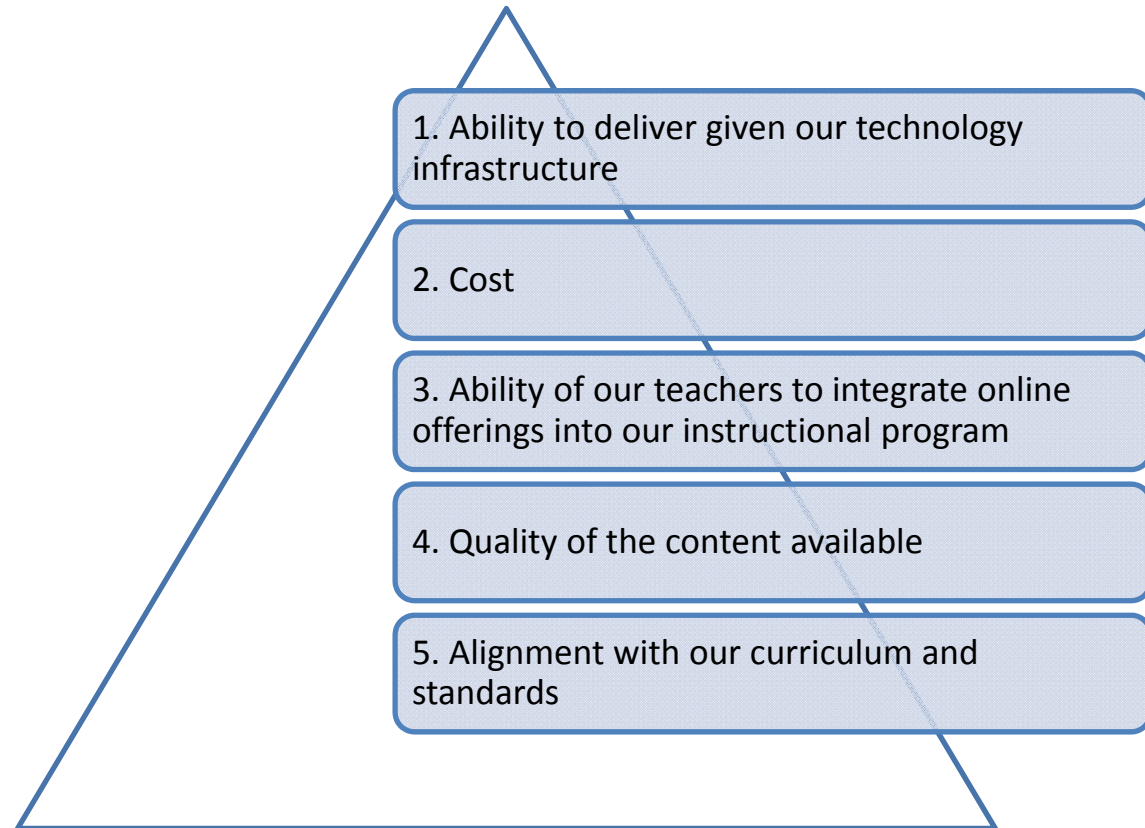 1. Ability to deliver given our technology
infrastructure
2. Cost
3. Ability of our teachers to integrate online
offerings into our instructional program
4. Quality of the content available
5. Alignment with our curriculum and
standards